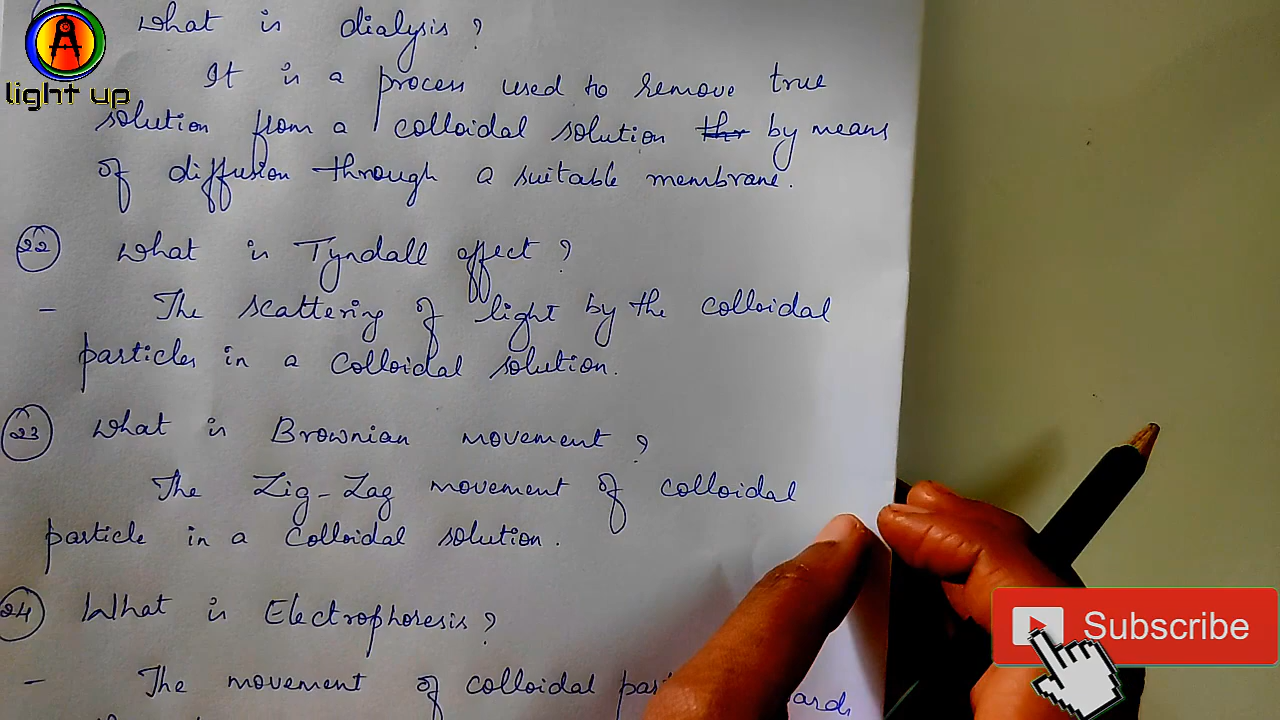 What is dialysis ?
light up
It is a process used to remove true
solution from a colloidal solution by means
of diffusion through a suitable membrane.
22 What is Tyndall effect ?
- The scattering of light by the colloidal
particles in a colloidal solution.
23 What is Brownian movement ?
The Zig-Zag movement of colloidal
particle in a colloidal solution.
24 What is Electrophoresis ?
Subscribe
- The movement of colloidal